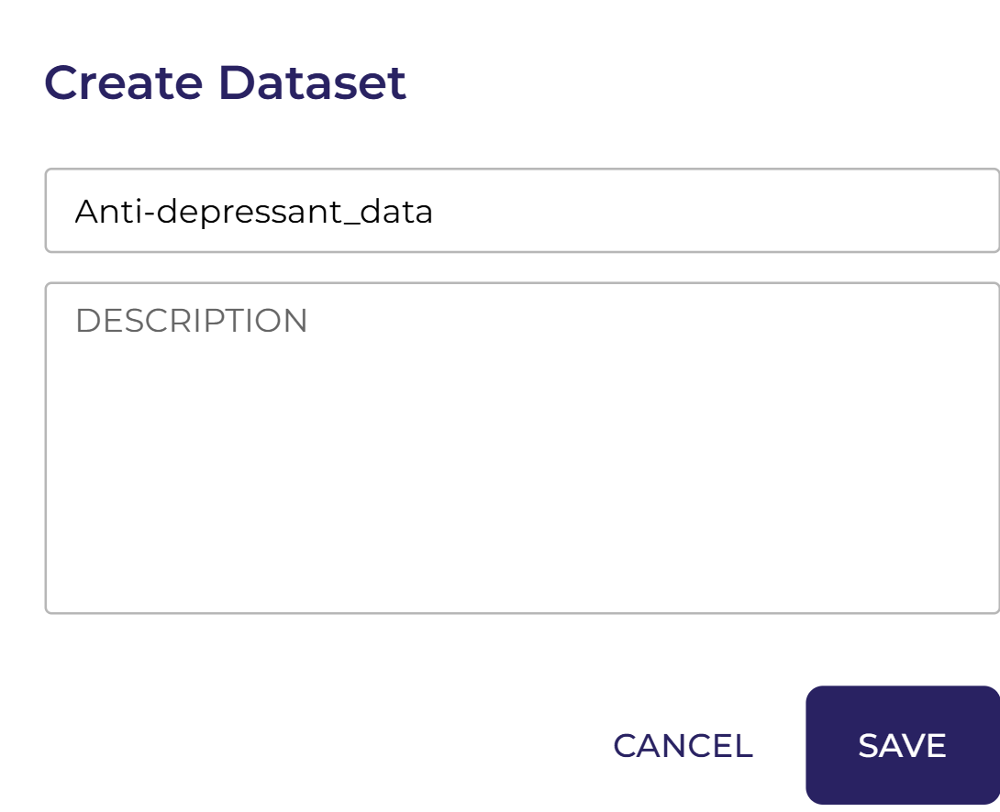 Create Dataset
Anti-depressant_data
DESCRIPTION
CANCEL SAVE